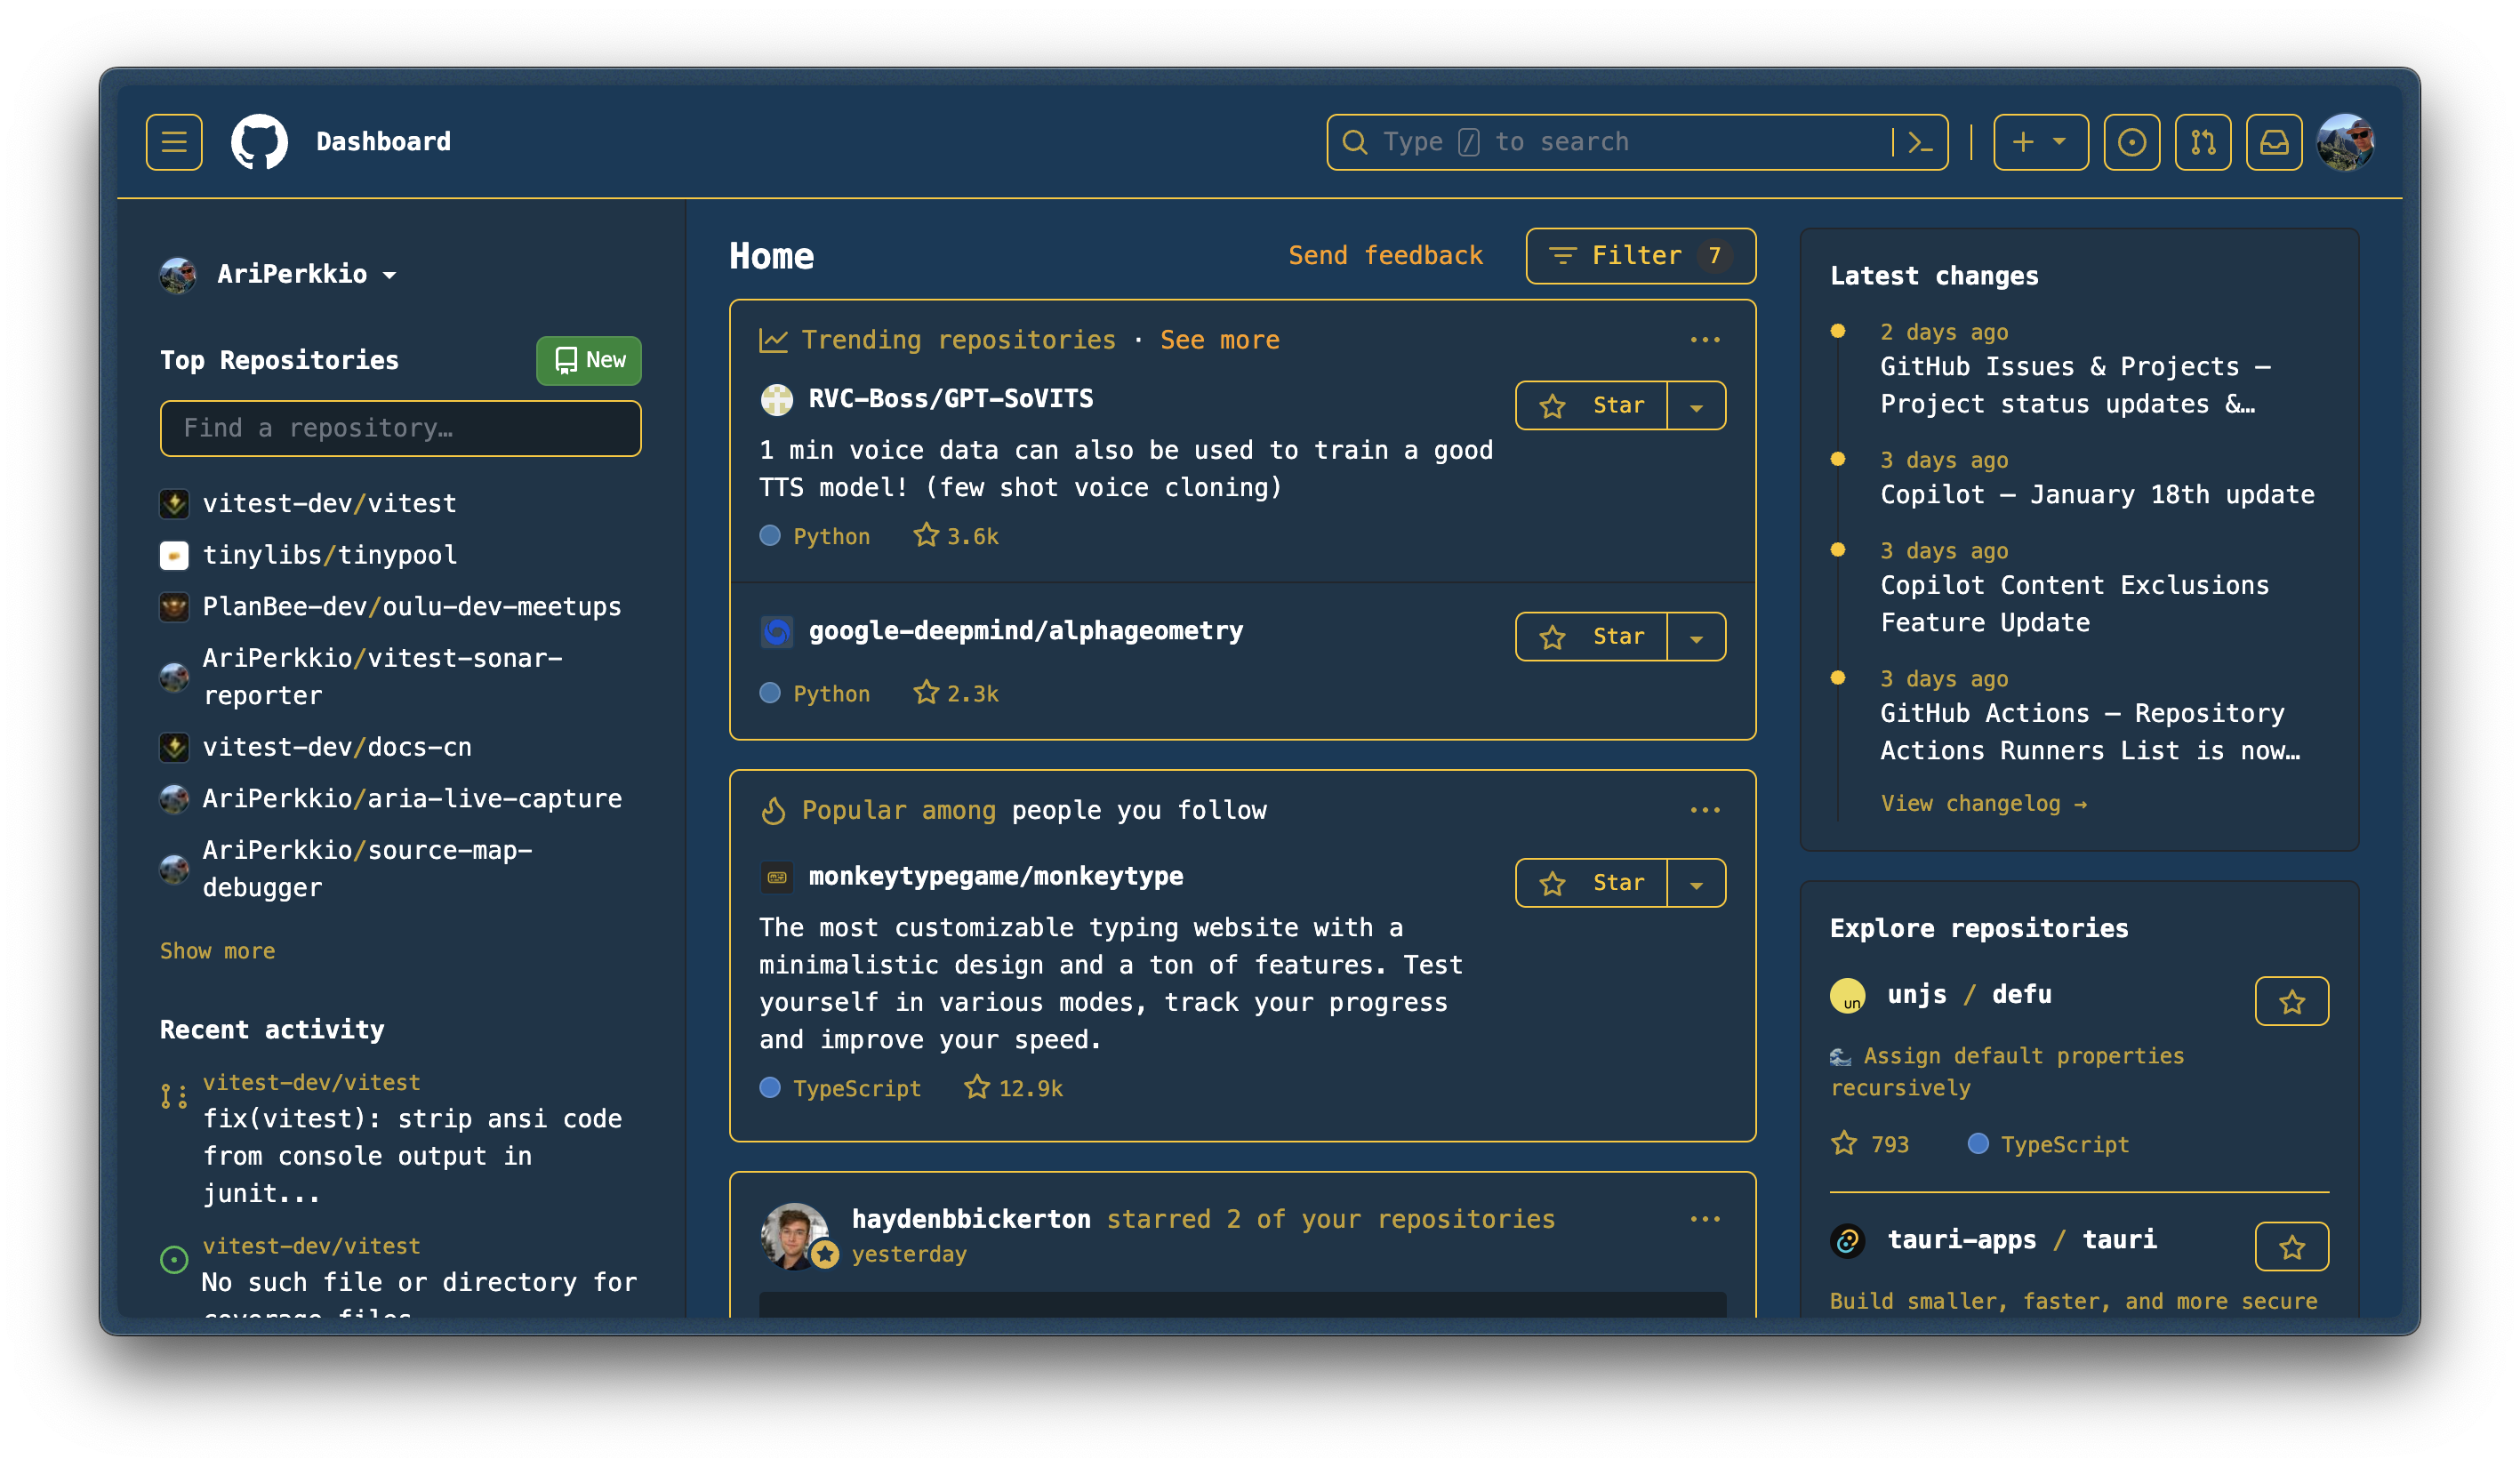 Dashboard
Type / to search
AriPerkkio
Top Repositories
New
Find a repository…
vitest-dev/vitest
tinylibs/tinypool
PlanBee-dev/oulu-dev-meetups
AriPerkkio/vitest-sonar-
reporter
vitest-dev/docs-cn
AriPerkkio/aria-live-capture
AriPerkkio/source-map-
debugger
Show more
Recent activity
vitest-dev/vitest
fix(vitest): strip ansi code
from console output in
junit...
vitest-dev/vitest
No such file or directory for
coverage files
Home
Send feedback
Filter 7
Trending repositories · See more
RVC-Boss/GPT-SoVITS
Star
1 min voice data can also be used to train a good
TTS model! (few shot voice cloning)
Python 3.6k
google-deepmind/alphageometry
Star
Python 2.3k
Popular among people you follow
monkeytypegame/monkeytype
Star
The most customizable typing website with a
minimalistic design and a ton of features. Test
yourself in various modes, track your progress
and improve your speed.
TypeScript 12.9k
haydenbbickerton starred 2 of your repositories
yesterday
Latest changes
2 days ago
GitHub Issues & Projects –
Project status updates &…
3 days ago
Copilot – January 18th update
3 days ago
Copilot Content Exclusions
Feature Update
3 days ago
GitHub Actions – Repository
Actions Runners List is now…
View changelog →
Explore repositories
un
unjs / defu
🌊 Assign default properties
recursively
793 TypeScript
tauri-apps / tauri
Build smaller, faster, and more secure